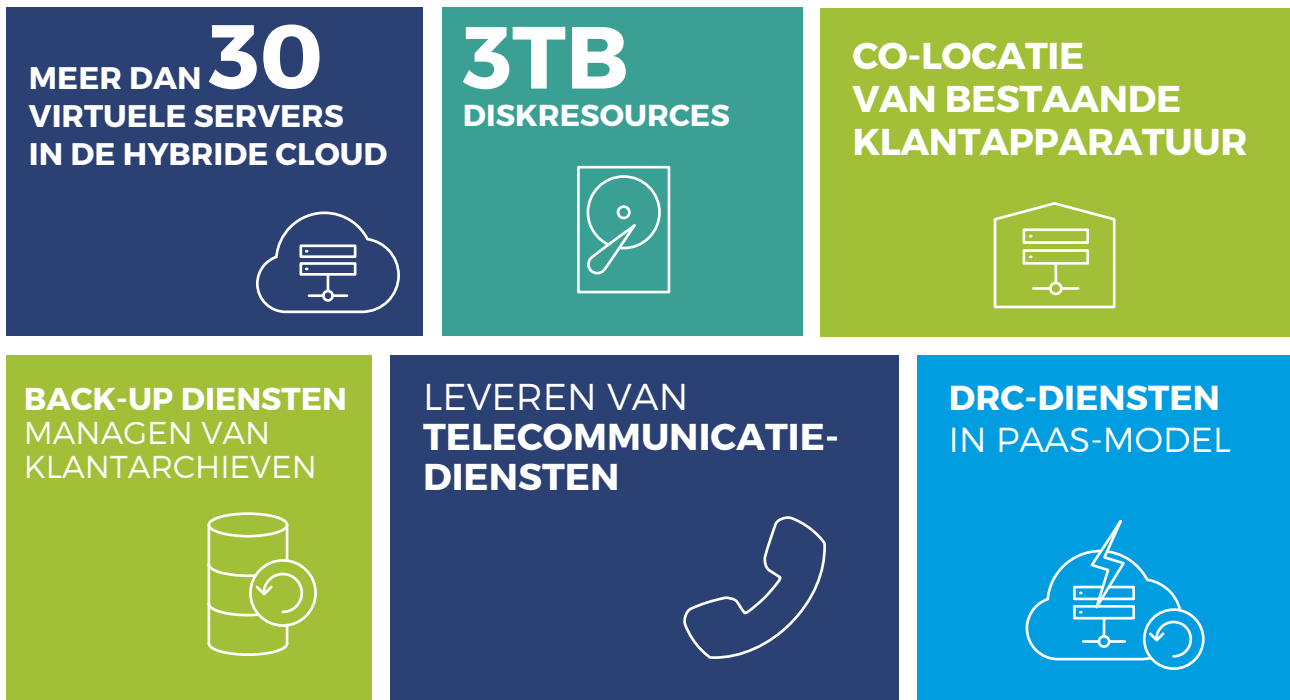 MEER DAN 30
VIRTUELE SERVERS
IN DE HYBRIDE CLOUD
3TB
DISKRESOURCES
CO-LOCATIE
VAN BESTAANDE
KLANTAPPARATUUR
BACK-UP DIENSTEN
MANAGEN VAN
KLANTARCHIEVEN
LEVEREN VAN
TELECOMMUNICATIE-
DIENSTEN
DRC-DIENSTEN
IN PAAS-MODEL